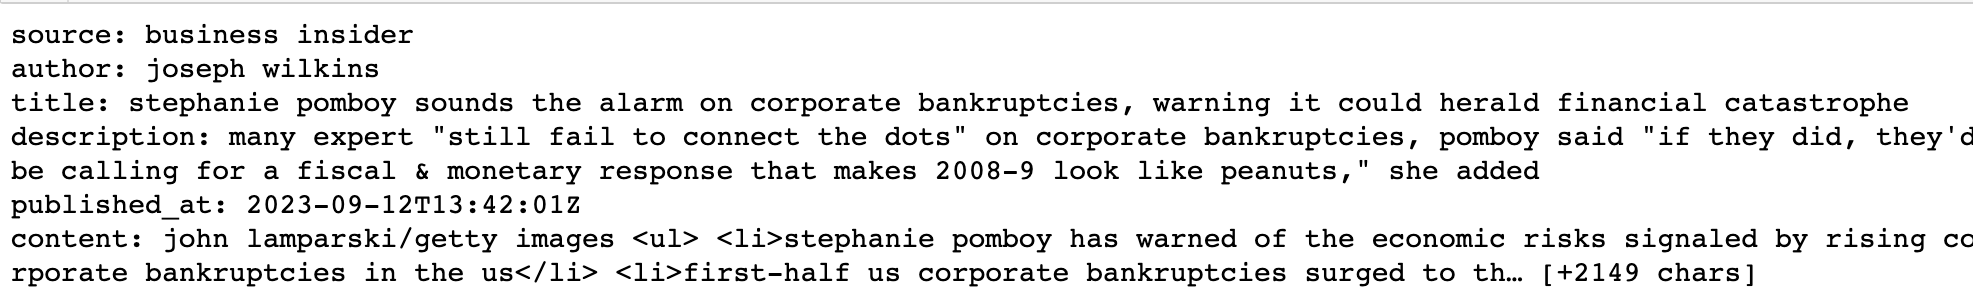 source: business insider
author: joseph wilkins
title: stephanie pomboy sounds the alarm on corporate bankruptcies, warning it could herald financial catastrophe
description: many expert "still fail to connect the dots" on corporate bankruptcies, pomboy said "if they did, they'd
be calling for a fiscal & monetary response that makes 2008-9 look like peanuts," she added
published_at: 2023-09-12T13:42:01Z
content: john lamparski/getty images <ul> <li>stephanie pomboy has warned of the economic risks signaled by rising co
rporate bankruptcies in the us</li> <li>first-half us corporate bankruptcies surged to th… [+2149 chars]